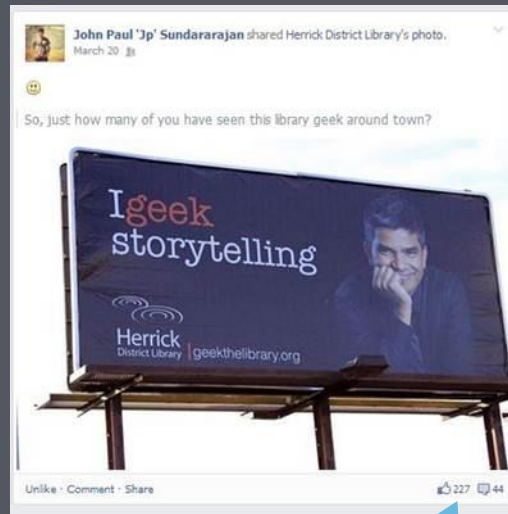 John Paul 'Jp' Sundararajan shared Herrick District Library's photo.
March 20
So, just how many of you have seen this library geek around town?
I geek
storytelling
Herrick
District Library | geekthelibrary.org
Unlike · Comment · Share
227 44